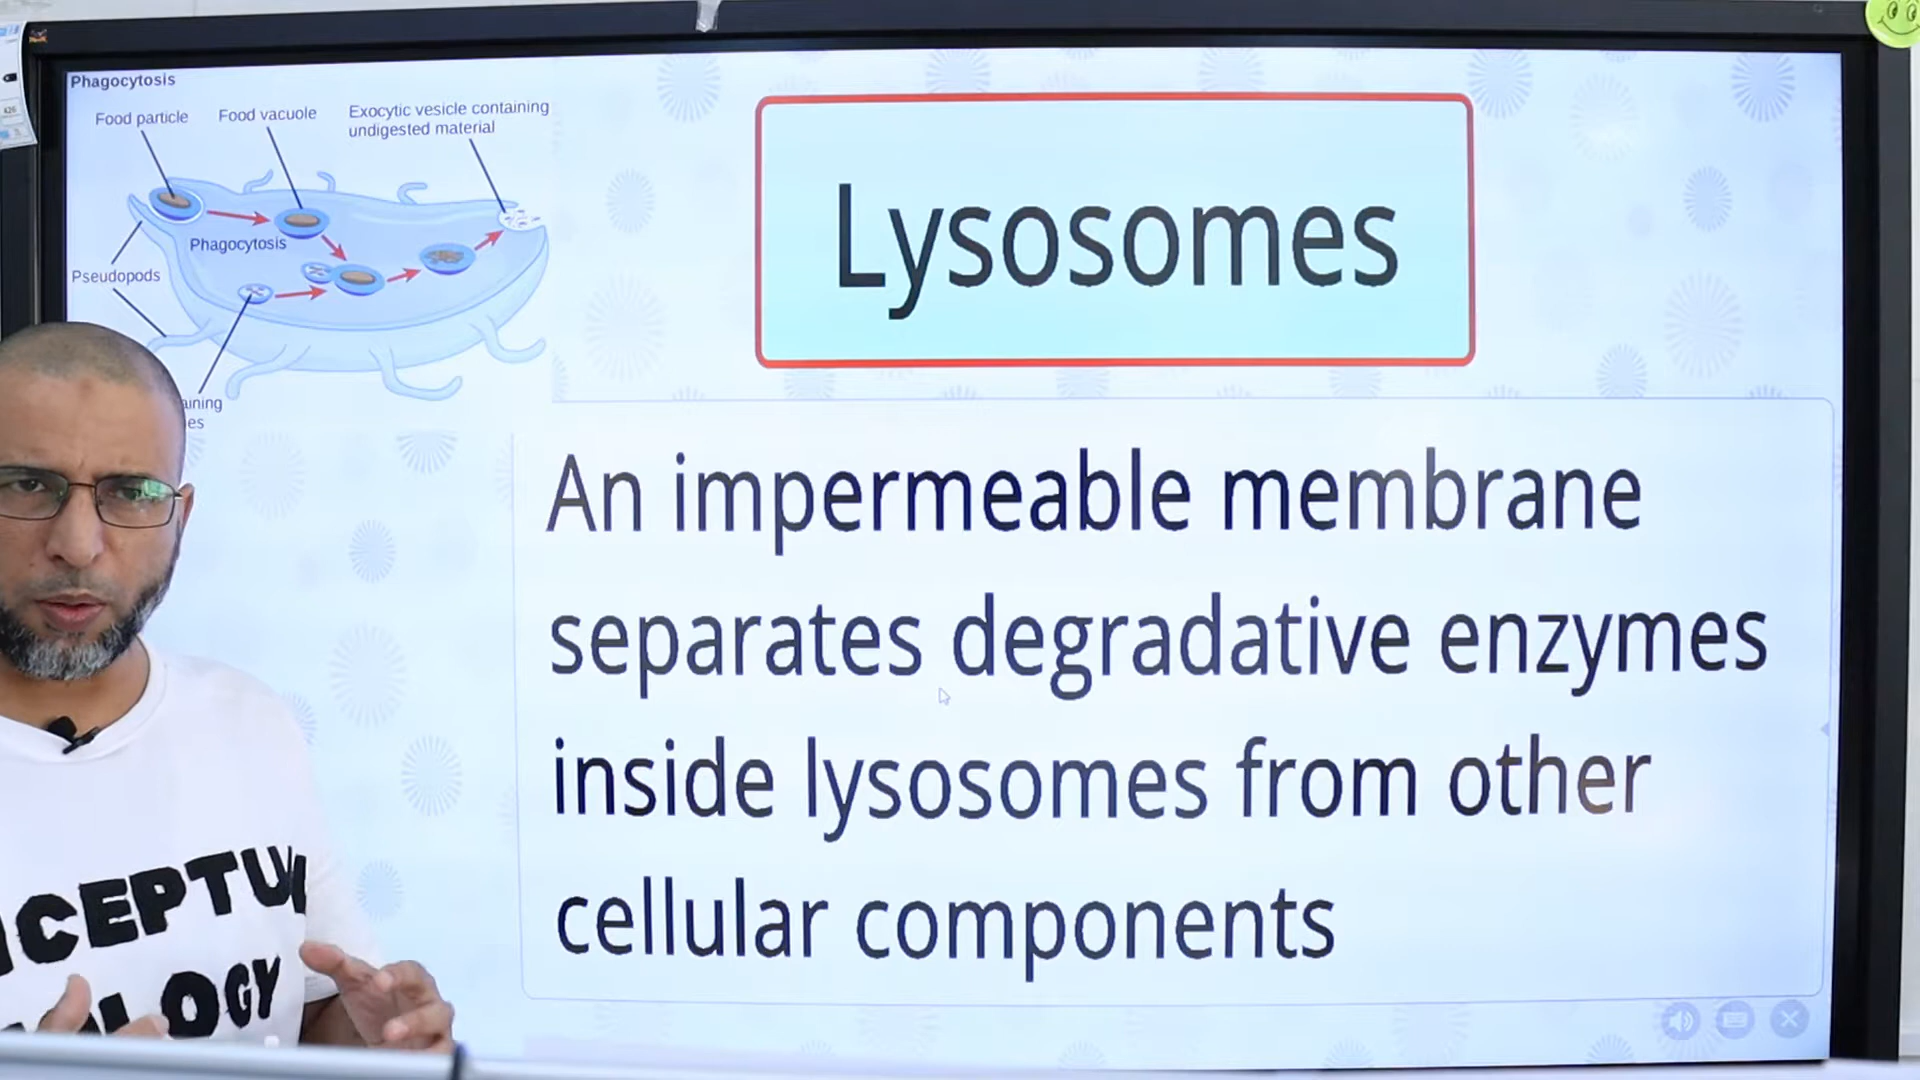 Phagocytosis
Food particle
Food vacuole
Exocytic vesicle containing
undigested material
Phagocytosis
Pseudopods
Lysosomes
An impermeable membrane
separates degradative enzymes
inside lysosomes from other
cellular components